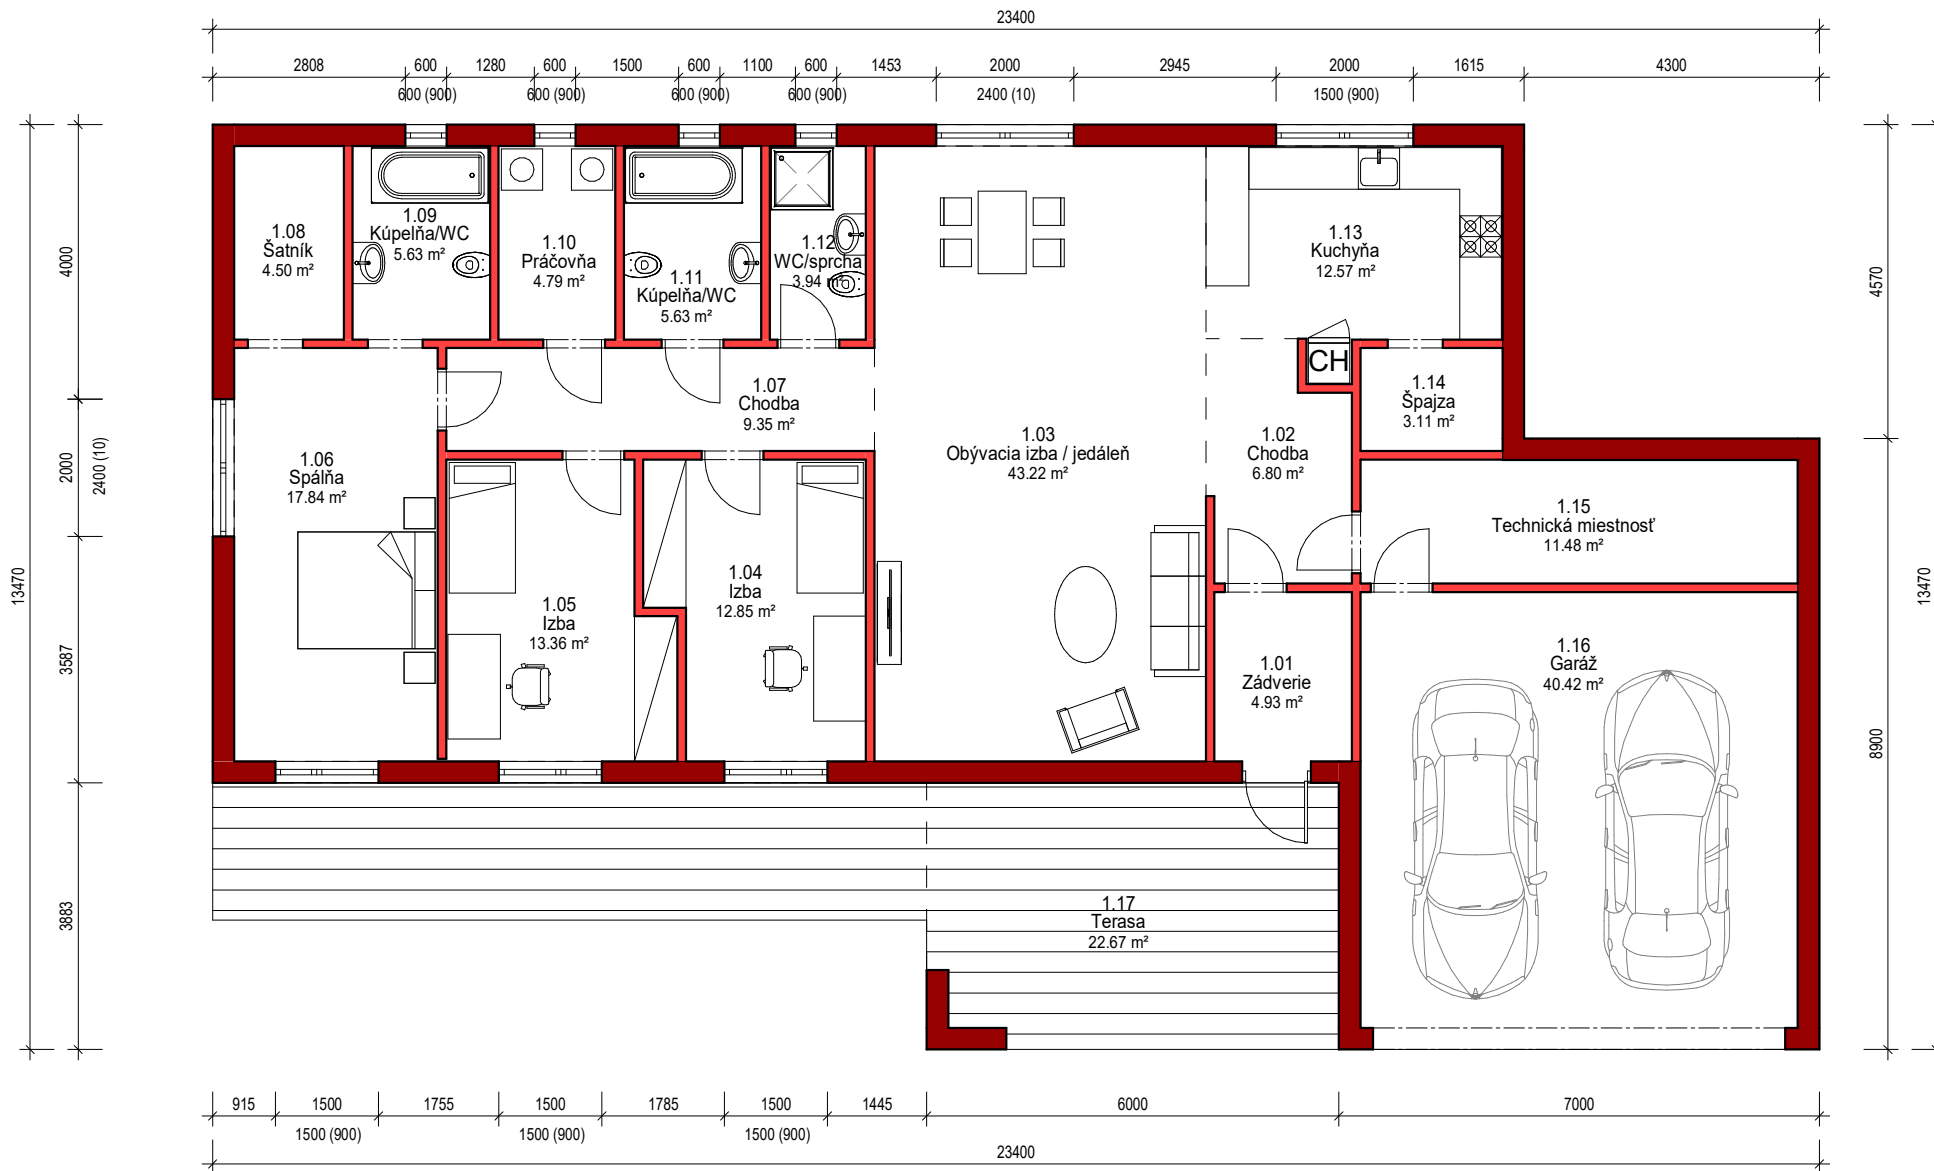 23400
2808 600 1280 600 1500 600 1100 600 1453 2000 2945 2000 1615 4300
600 (900) 600 (900) 600 (900) 600 (900) 2400 (10) 1500 (900)
13470
4000
2000
2400 (10)
3587
3883
1.08
Šatník
4.50 m²
1.09
Kúpelňa/WC
5.63 m²
1.10
Práčovňa
4.79 m²
1.11
Kúpelňa/WC
5.63 m²
1.12
WC/sprcha
3.94 m²
1.13
Kuchyňa
12.57 m²
CH
1.14
Špajza
3.11 m²
1.07
Chodba
9.35 m²
1.03
Obývacia izba / jedáleň
43.22 m²
1.02
Chodba
6.80 m²
1.06
Spálňa
17.84 m²
1.15
Technická miestnosť
11.48 m²
1.05
Izba
13.36 m²
1.04
Izba
12.85 m²
1.01
Zádverie
4.93 m²
1.16
Garáž
40.42 m²
1.17
Terasa
22.67 m²
4570
8900
13470
915 1500 1755 1500 1785 1500 1445 6000 7000
1500 (900) 1500 (900) 1500 (900)
23400